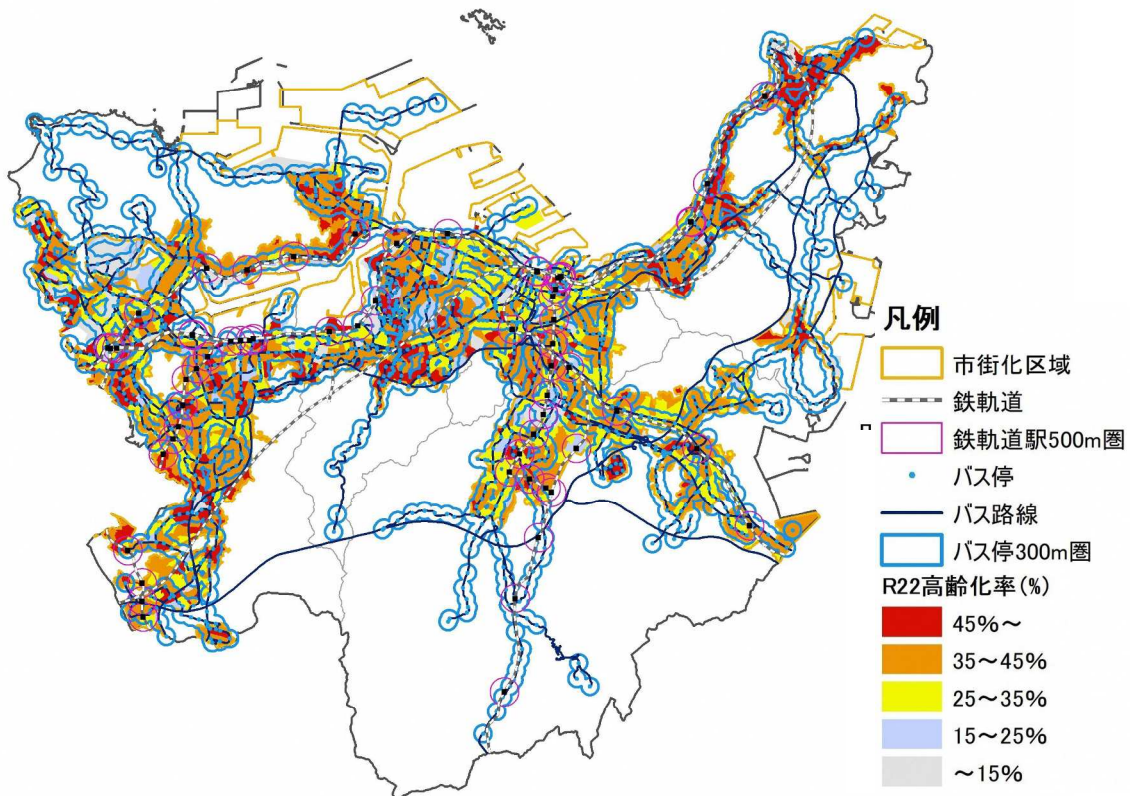 凡例
市街化区域
鉄軌道
鉄軌道駅500m圏
バス停
バス路線
バス停300m圏
R22高齢化率(%)
45%～
35～45%
25～35%
15～25%
～15%